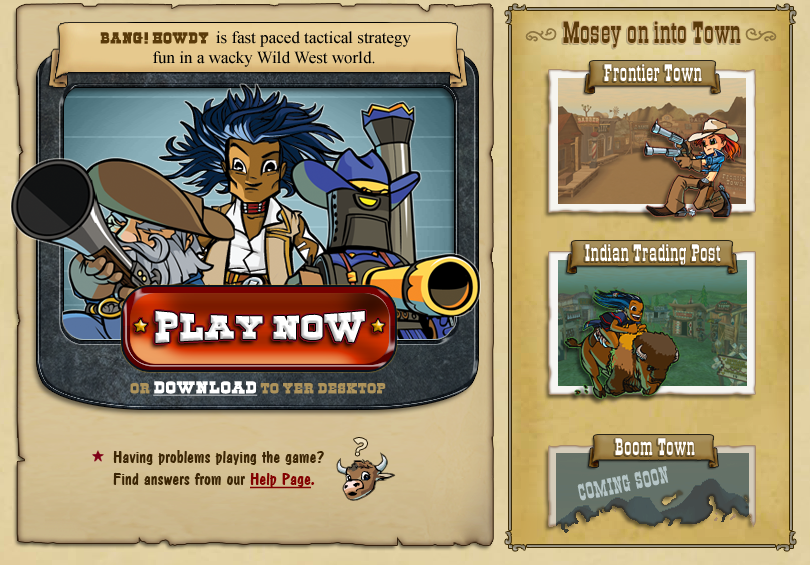 BANG! HOWDY is fast paced tactical strategy
fun in a wacky Wild West world.
PLAY NOW
OR DOWNLOAD TO YER DESKTOP
Having problems playing the game?
Find answers from our Help Page.
?
Mosey on into Town
Frontier Town
Indian Trading Post
Boom Town
COMING SOON